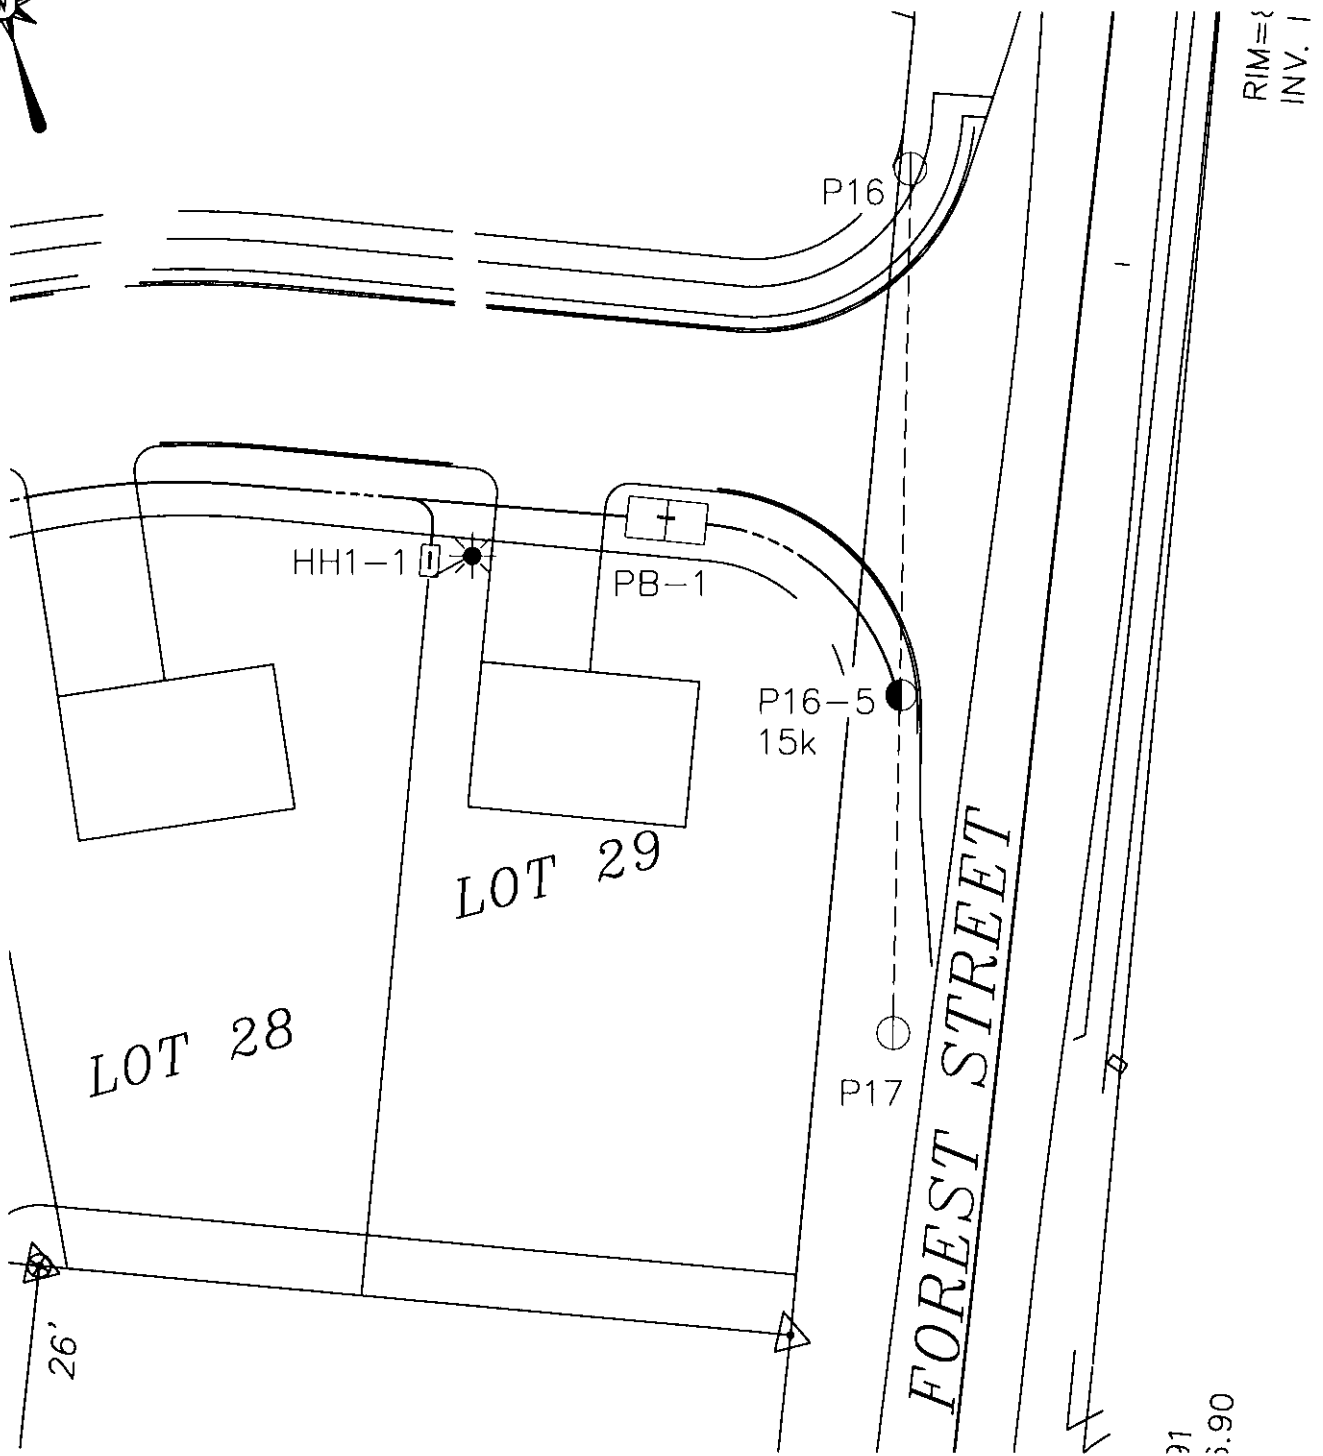 RIM=
INV.
P16
HH1-1
PB-1
P16-5
15k
LOT 29
LOT 28
P17
FOREST STREET
26'
91
.90